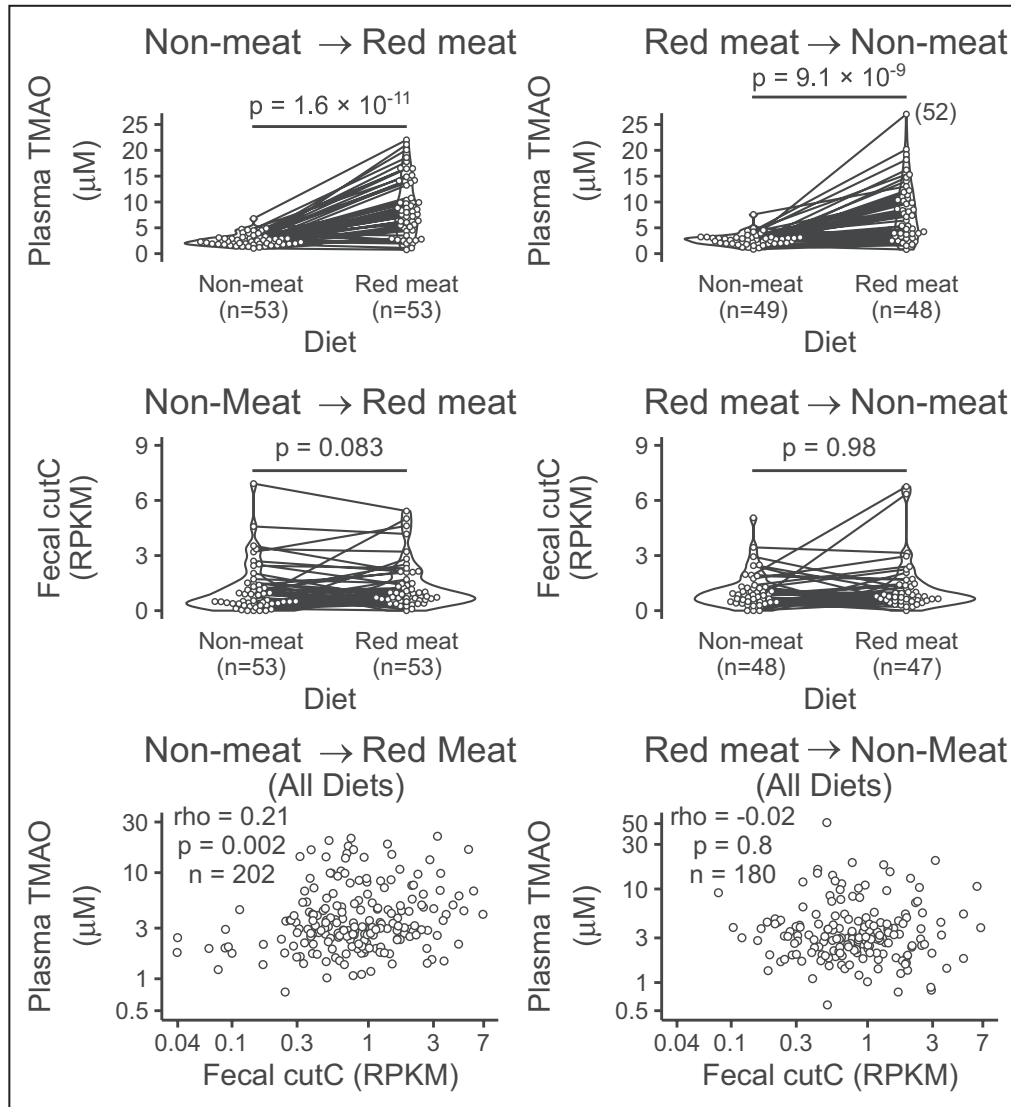 Non-meat → Red meat
p = 1.6 × 10⁻¹¹
Plasma TMAO
(μM)
25
20
15
10
5
0
Non-meat
(n=53)
Red meat
(n=53)
Diet
Red meat → Non-meat
p = 9.1 × 10⁻⁹
(52)
Plasma TMAO
(μM)
25
20
15
10
5
0
Non-meat
(n=49)
Red meat
(n=48)
Diet
Non-Meat → Red meat
p = 0.083
Fecal cutC
(RPKM)
9
6
3
0
Non-meat
(n=53)
Red meat
(n=53)
Diet
Red meat → Non-meat
p = 0.98
Fecal cutC
(RPKM)
9
6
3
0
Non-meat
(n=48)
Red meat
(n=47)
Diet
Non-meat → Red Meat
(All Diets)
rho = 0.21
p = 0.002
n = 202
Plasma TMAO
(μM)
30
10
3
1
0.5
0.04 0.1 0.3 1 3 7
Fecal cutC (RPKM)
Red meat → Non-Meat
(All Diets)
rho = -0.02
p = 0.8
n = 180
Plasma TMAO
(μM)
50
10
3
1
0.5
0.04 0.1 0.3 1 3 7
Fecal cutC (RPKM)